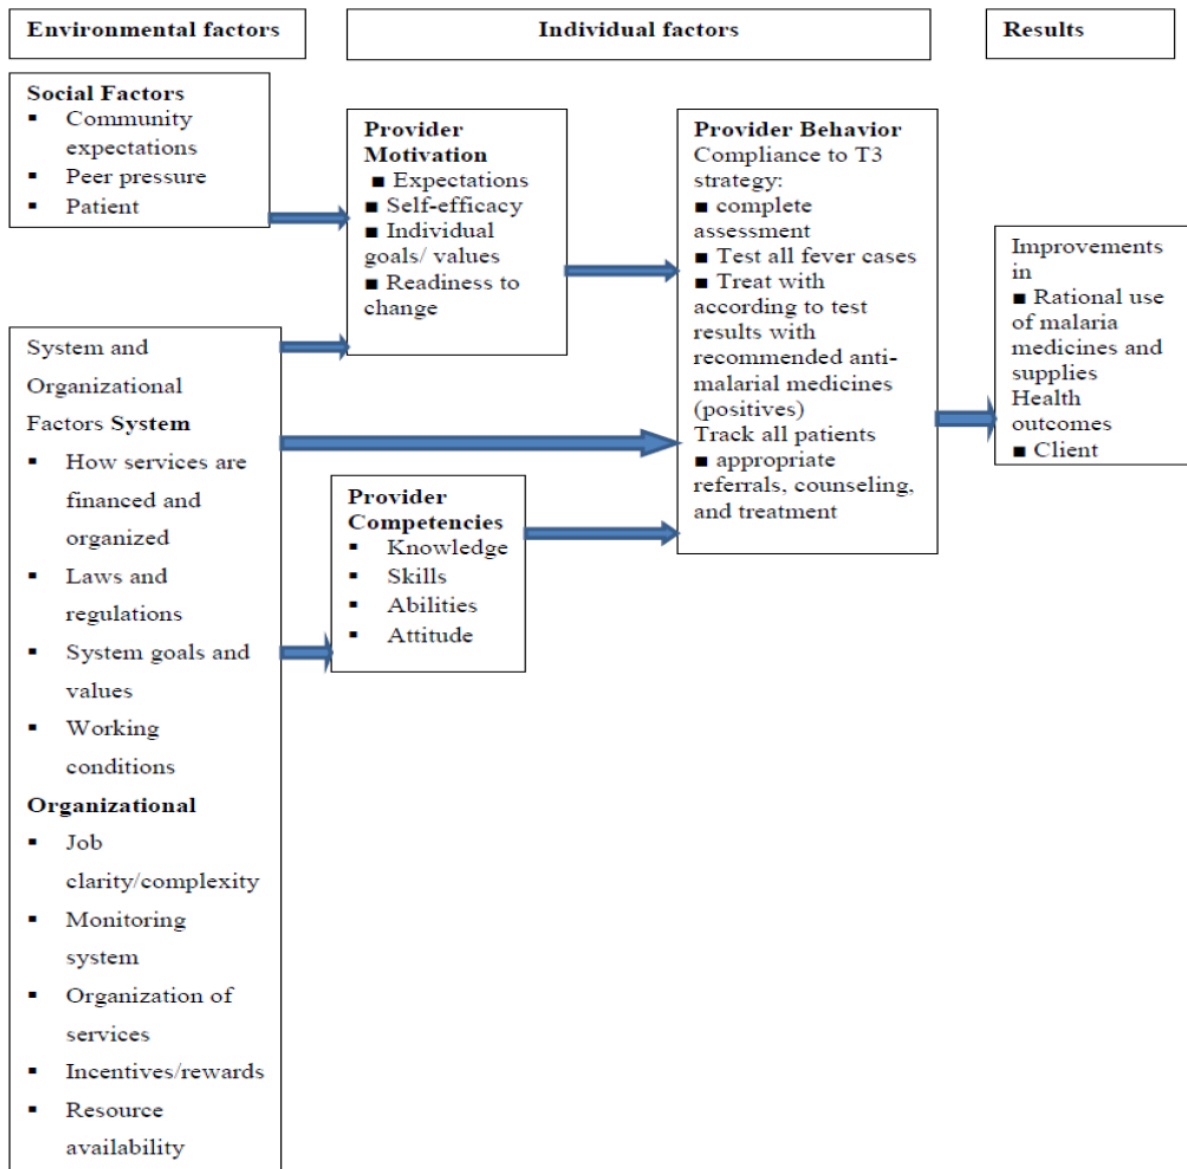 Environmental factors
Individual factors
Results
Social Factors
▪ Community
expectations
▪ Peer pressure
▪ Patient
Provider
Motivation
■ Expectations
■ Self-efficacy
■ Individual
goals/ values
■ Readiness to
change
Provider Behavior
Compliance to T3
strategy:
■ complete
assessment
■ Test all fever cases
■ Treat with
according to test
results with
recommended anti-
malarial medicines
(positives)
Track all patients
■ appropriate
referrals, counseling,
and treatment
Improvements
in
■ Rational use
of malaria
medicines and
supplies
Health
outcomes
■ Client
System and
Organizational
Factors System
▪ How services are
financed and
organized
▪ Laws and
regulations
▪ System goals and
values
▪ Working
conditions
Organizational
▪ Job
clarity/complexity
▪ Monitoring
system
▪ Organization of
services
▪ Incentives/rewards
▪ Resource
availability
Provider
Competencies
▪ Knowledge
▪ Skills
▪ Abilities
▪ Attitude